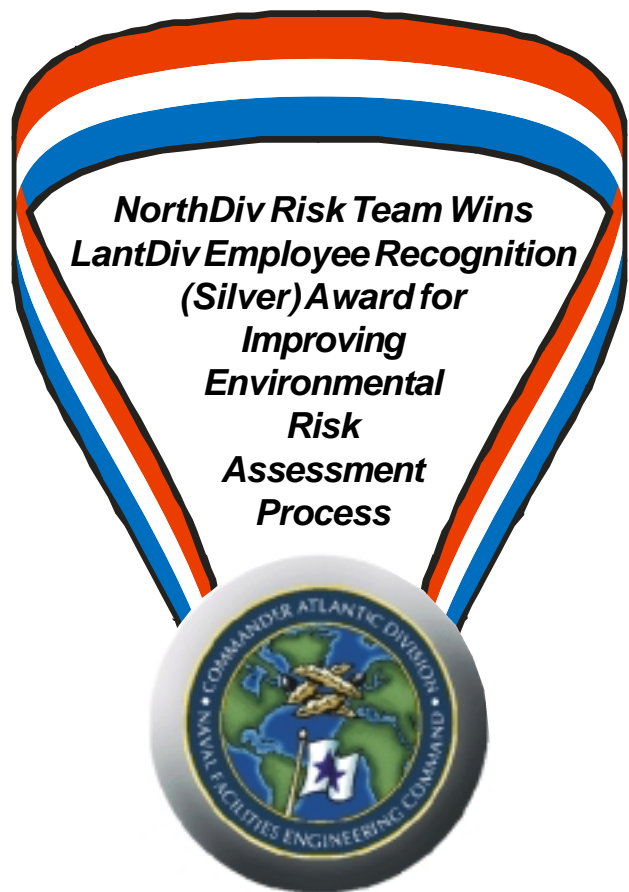 NorthDiv Risk Team Wins
LantDiv Employee Recognition
(Silver) Award for
Improving
Environmental
Risk
Assessment
Process
COMMANDER ATLANTIC DIVISION
NAVAL FACILITIES ENGINEERING COMMAND